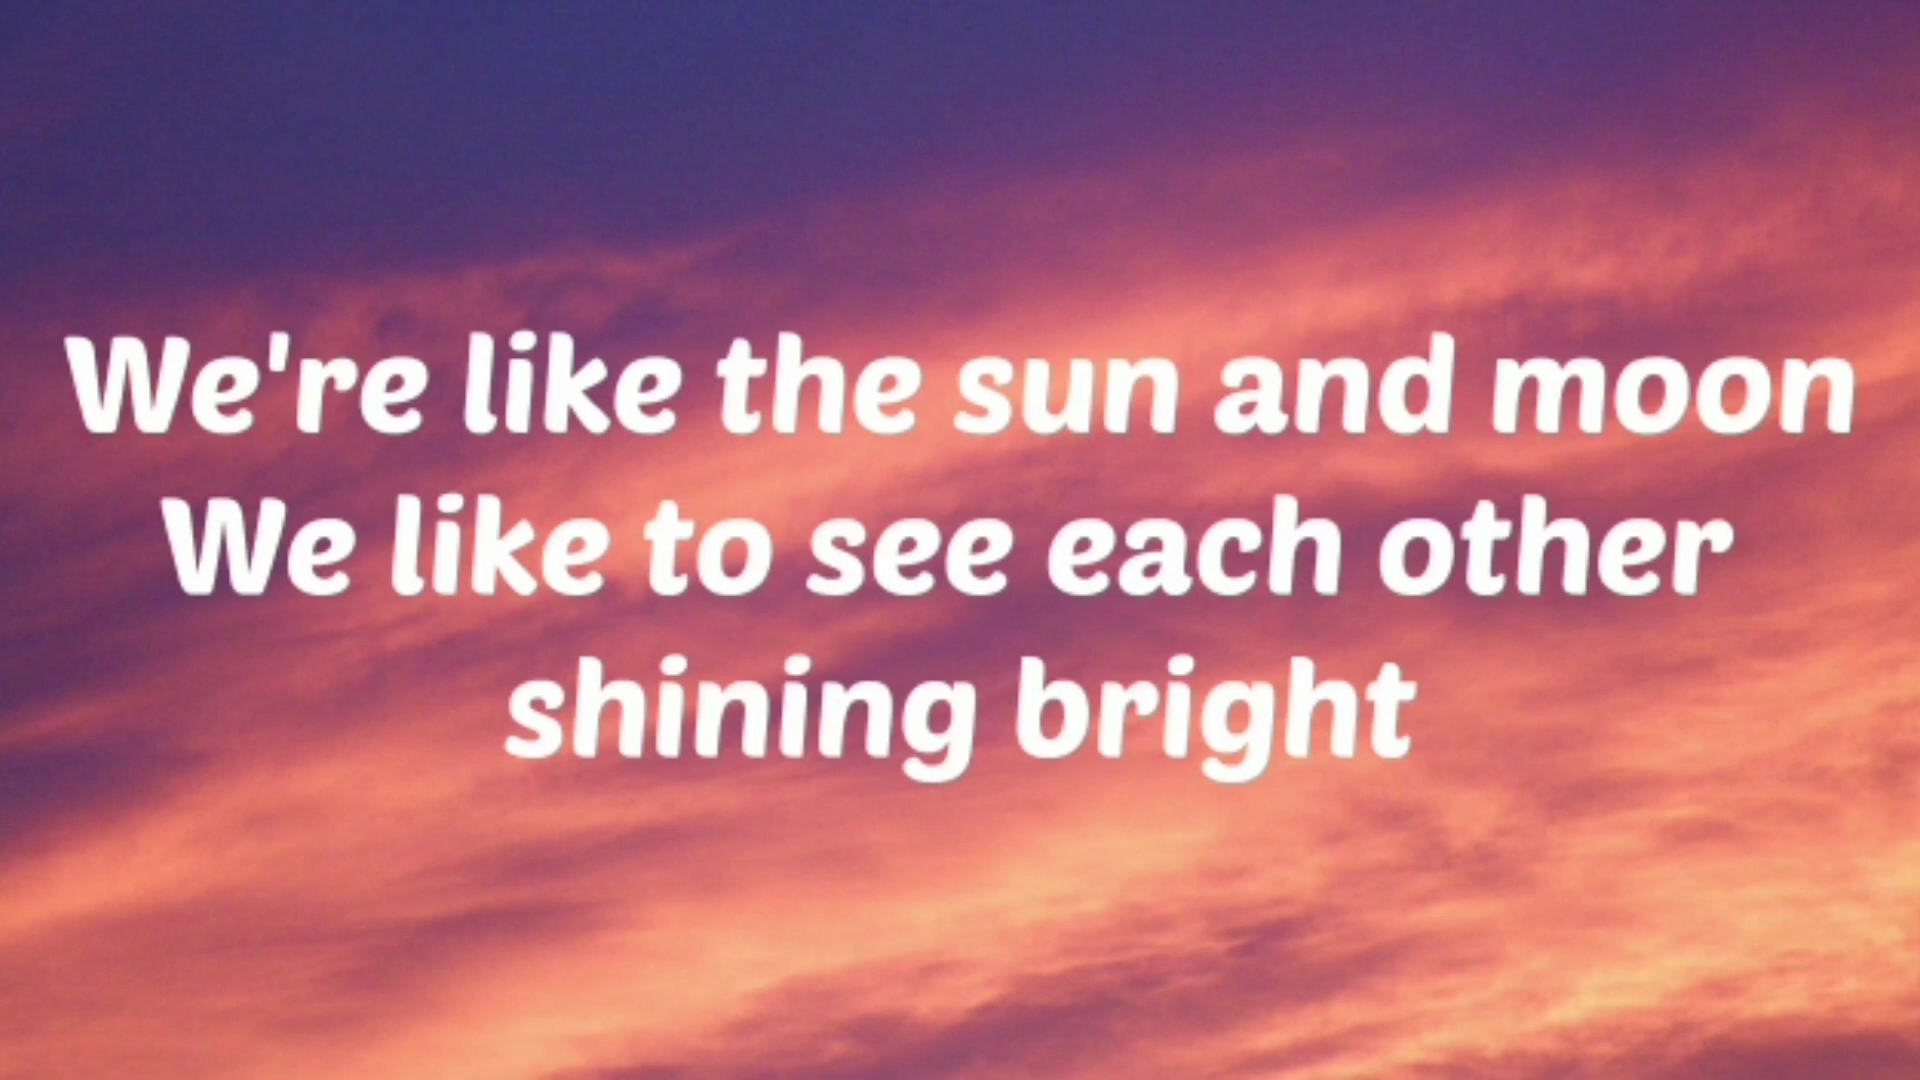 We're like the sun and moon
We like to see each other
shining bright